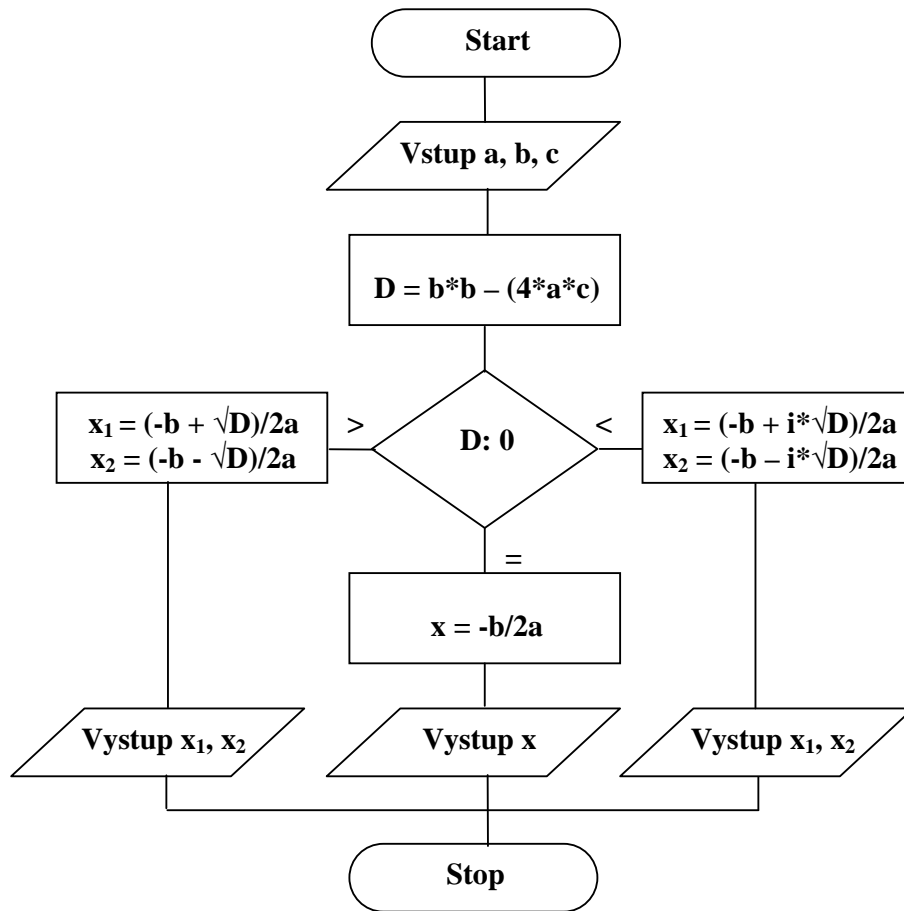 Start
Vstup a, b, c
D = b*b – (4*a*c)
x₁ = (-b + √D)/2a
x₂ = (-b - √D)/2a
>
D: 0
<
x₁ = (-b + i*√D)/2a
x₂ = (-b – i*√D)/2a
=
x = -b/2a
Vystup x₁, x₂
Vystup x
Vystup x₁, x₂
Stop